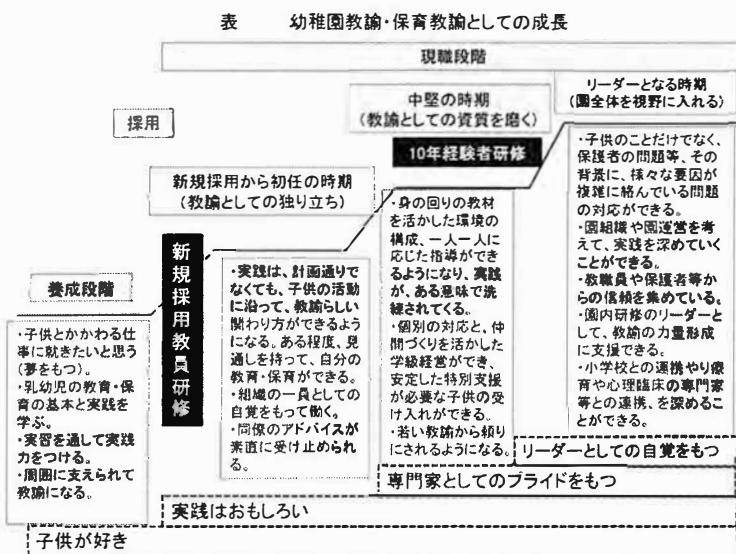 表　幼稚園教諭・保育教諭としての成長
現職段階
採用
リーダーとなる時期
(園全体を視野に入れる)
中堅の時期
(教諭としての資質を磨く)
10年経験者研修
新規採用から初任の時期
(教諭としての独り立ち)
新規採用教員研修
養成段階
・子供とかかわる仕
事に就きたいと思う
(夢をもつ)。
・乳幼児の教育・保
育の基本と実践を
学ぶ。
・実習を通して実践
力をつける。
・周囲に支えられて
教諭になる。
・実践は、計画通りで
なくても、子供の活動
に沿って、教諭らしい
関わり方ができるよう
になる。ある程度、見
通しを持って、自分の
教育・保育ができる。
・組織の一員としての
自覚をもって働く。
・同僚のアドバイスが
素直に受け止められ
る。
・身の回りの教材
を活かした環境の
構成、一人一人に
応じた指導ができ
るようになり、実践
が、ある意味で洗
練されてくる。
・個別の対応と、仲
間づくりを活かした
学級経営ができ、
安定した特別支援
が必要な子供の受
け入れができる。
・若い教諭から頼り
にされるようになる。
・子供のことだけでなく、
保護者の問題等、その
背景に、様々な要因が
複雑に絡んでいる問題
の対応ができる。
・園組織や園運営を考
えて、実践を深めていく
ことができる。
・教職員や保護者等か
らの信頼を集めている。
・園内研修のリーダーと
して、教諭の力量形成
に支援できる。
・小学校との連携やり療
育や心理臨床の専門家
等との連携、を深めるこ
とができる。
リーダーとしての自覚をもつ
専門家としてのプライドをもつ
実践はおもしろい
子供が好き